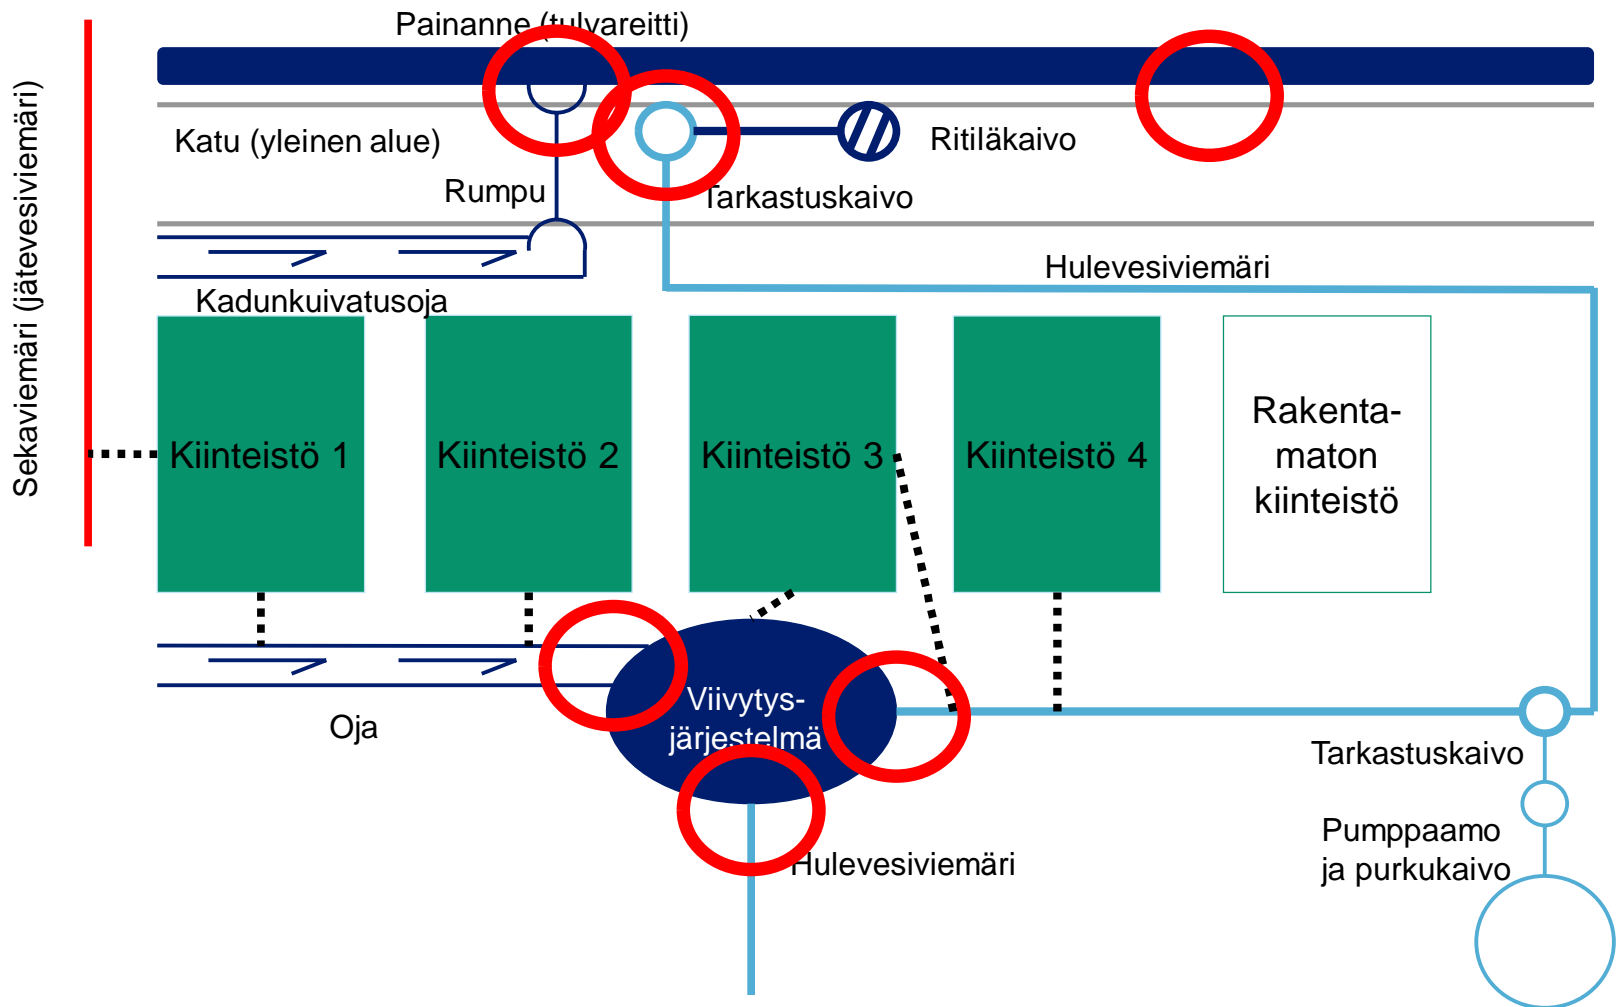 Painanne (tulvareitti)
Sekaviemäri (jätevesiviemäri)
Katu (yleinen alue)
Ritiläkaivo
Rumpu
Tarkastuskaivo
Hulevesiviemäri
Kadunkuivatusoja
Kiinteistö 1
Kiinteistö 2
Kiinteistö 3
Kiinteistö 4
Rakenta-
maton
kiinteistö
Viivytys-
järjestelmä
Oja
Tarkastuskaivo
Pumppaamo
ja purkukaivo
Hulevesiviemäri